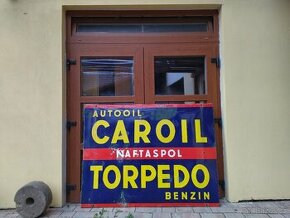 AUTOOIL
CAROIL
NAFTASPOL
TORPEDO
BENZIN